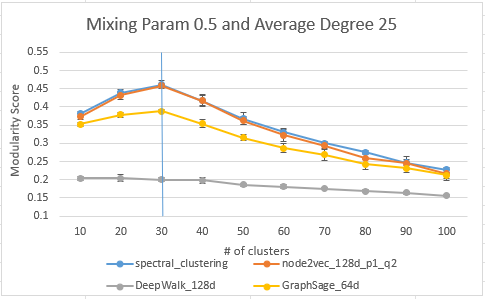 Mixing Param 0.5 and Average Degree 25
0.55
0.5
0.45
0.4
0.35
0.3
0.25
0.2
0.15
0.1
Modularity Score
10 20 30 40 50 60 70 80 90 100
# of clusters
spectral_clustering node2vec_128d_p1_q2
DeepWalk_128d GraphSage_64d